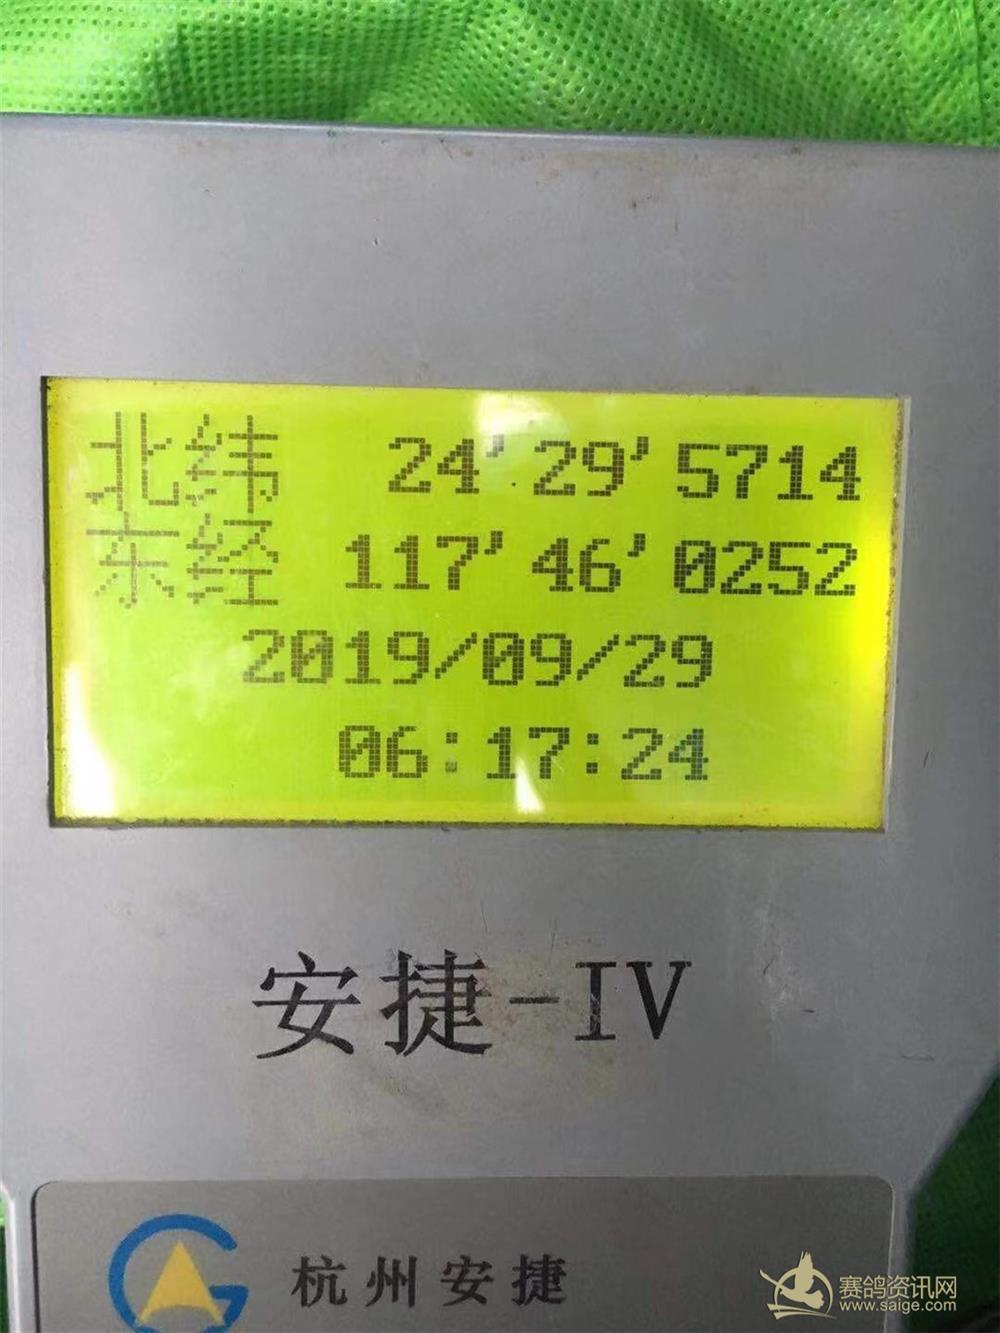 北纬 24'29'5714
东经 117'46'0252
2019/09/29
06:17:24
安捷-IV
杭州安捷
赛鸽资讯网
www.saige.com